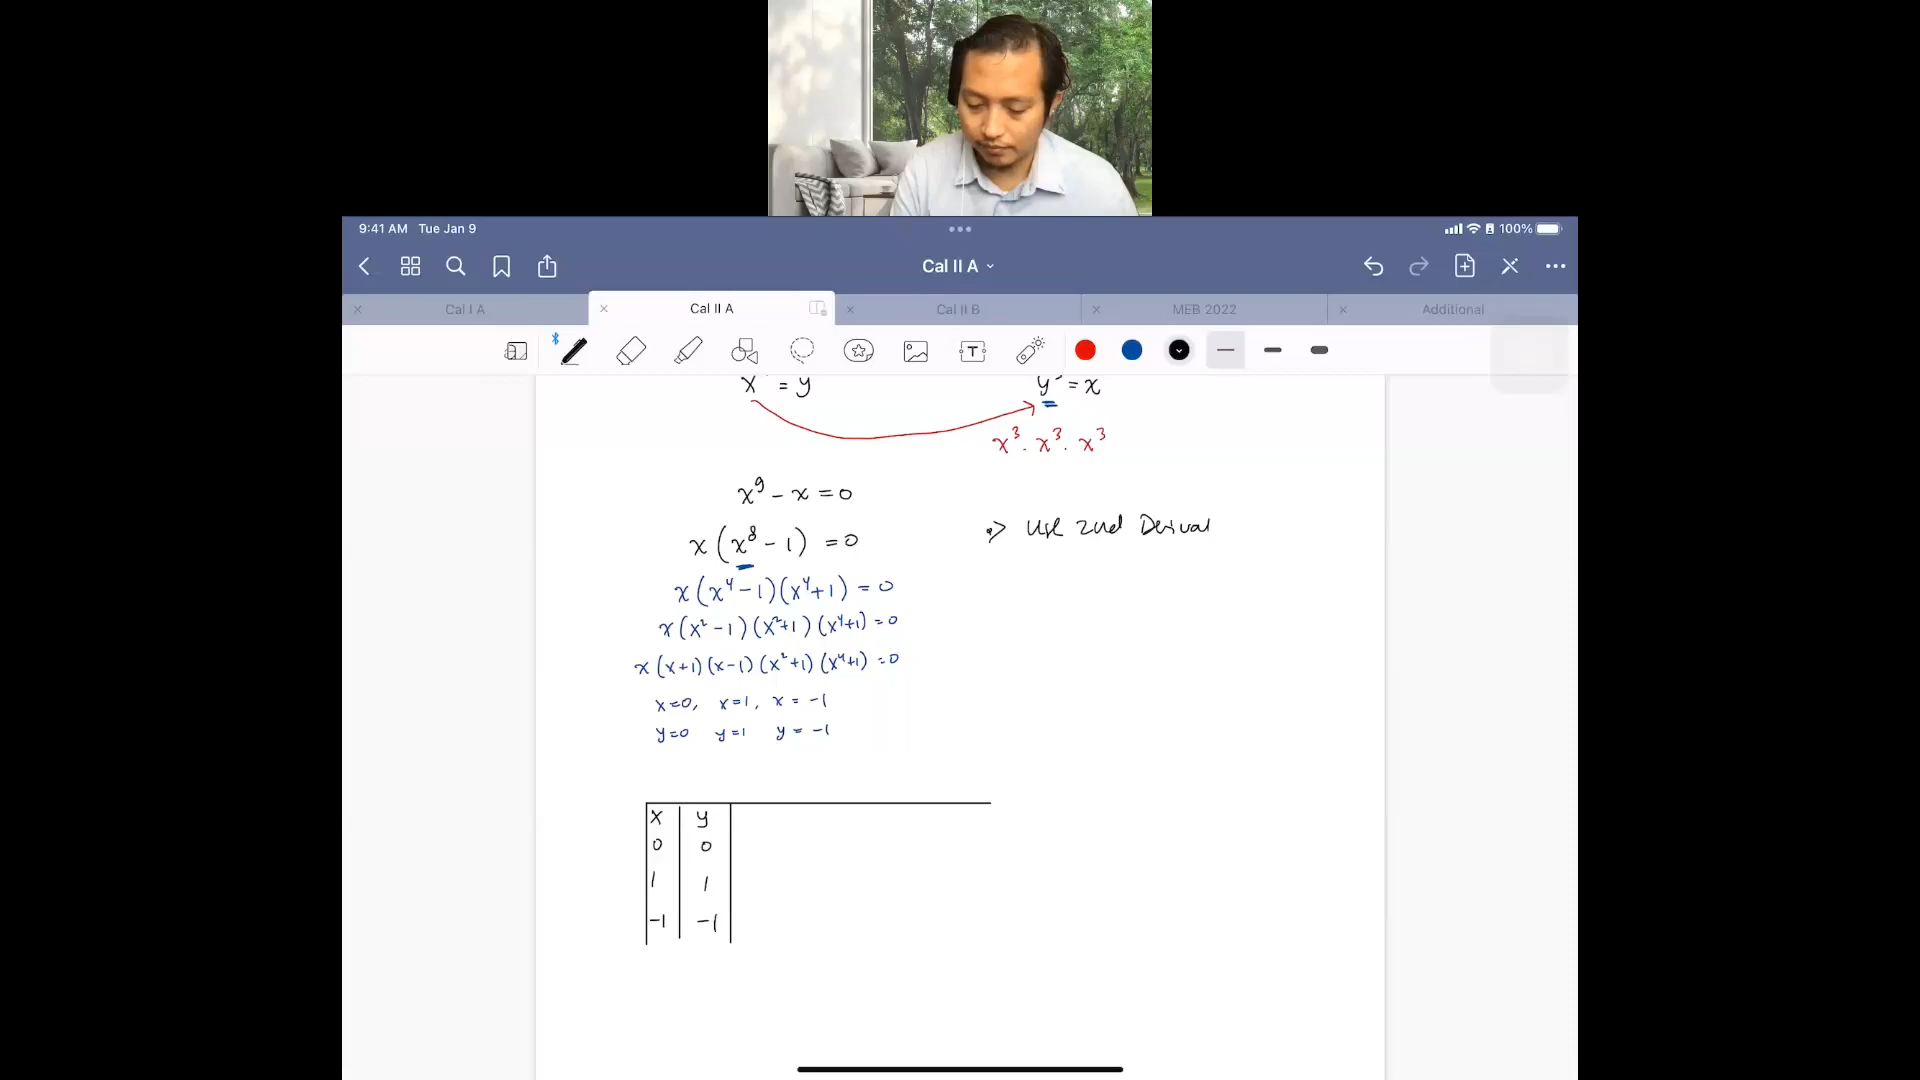 9:41 AM Tue Jan 9
100%
Cal II A
Cal I A
Cal II A
Cal II B
MEB 2022
Additional
T
x = y
y³ = x
x³ . x³ . x³
x⁹ - x = 0
x (x⁸ - 1) = 0
x (x⁴ - 1)(x⁴ + 1) = 0
x (x² - 1)(x² + 1)(x⁴ + 1) = 0
x (x + 1)(x - 1)(x² + 1)(x⁴ + 1) = 0
x = 0, x = 1, x = -1
y = 0 y = 1 y = -1
Use 2nd Derivat
x y
0 0
1 1
-1 -1